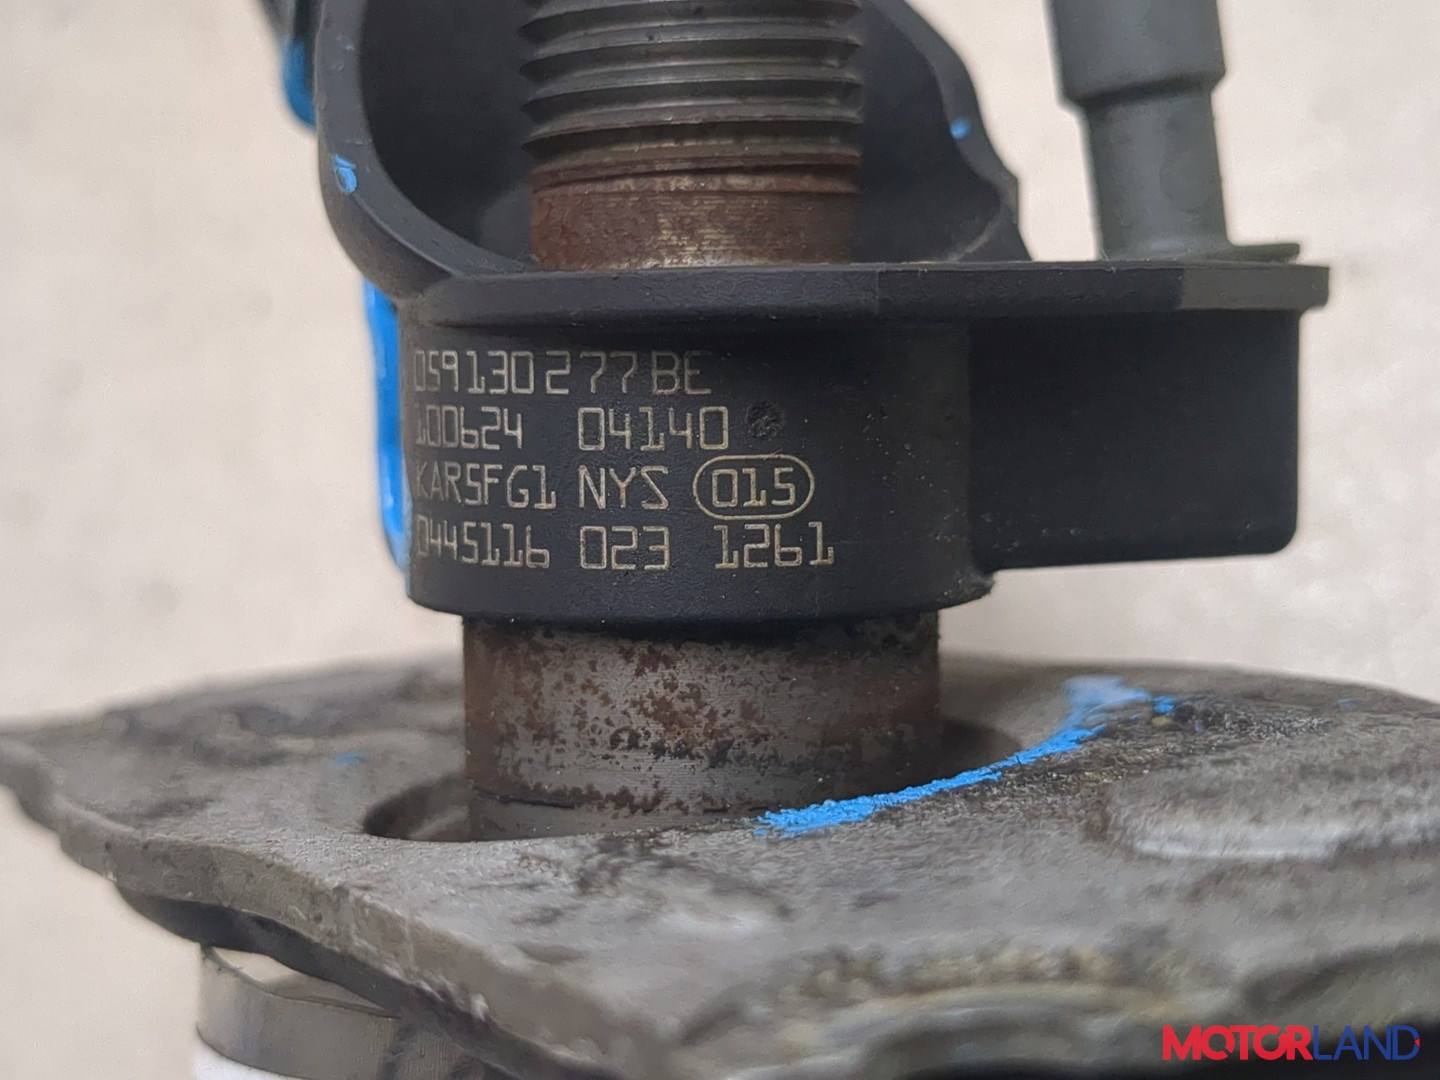 059130277BE
100624 04140
KAR5FG1 NYS 015
0445116 023 1261
MOTORLAND